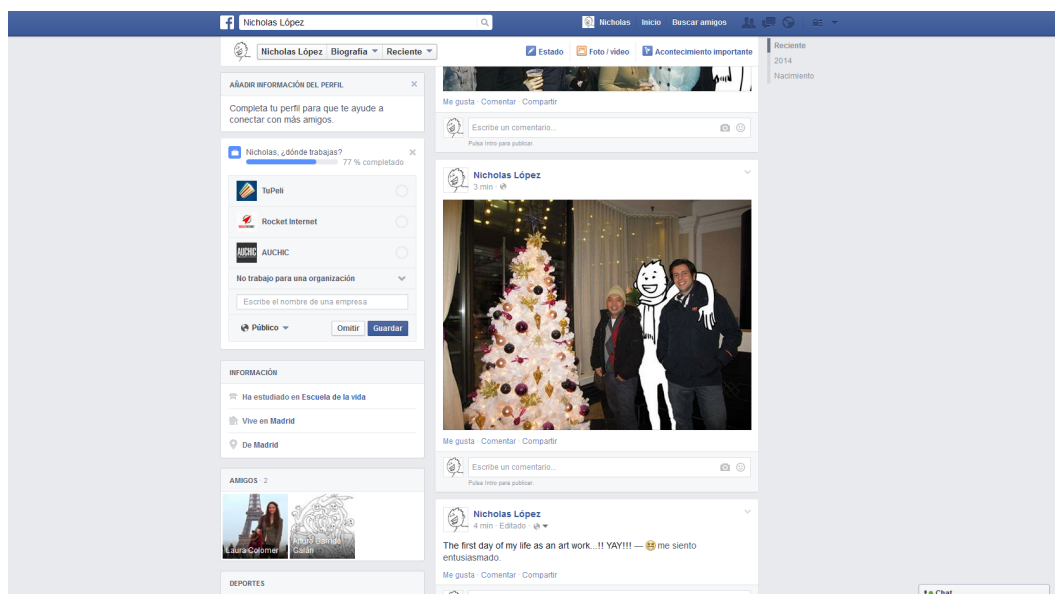 Nicholas López
Nicholas Inicio Buscar amigos
Nicholas López Biografía Reciente
Estado Foto / vídeo Acontecimiento importante
Reciente
2014
Nacimiento
AÑADIR INFORMACIÓN DEL PERFIL
Completa tu perfil para que te ayude a
conectar con más amigos.
Nicholas, ¿dónde trabajas?
77 % completado
TuPeli
Rocket Internet
AUCHIC AUCHIC
No trabajo para una organización
Escribe el nombre de una empresa
Público Omitir Guardar
INFORMACIÓN
Ha estudiado en Escuela de la vida
Vive en Madrid
De Madrid
AMIGOS · 2
Laura Colomer
Galán
DEPORTES
Me gusta · Comentar · Compartir
Escribe un comentario...
Pulsa Intro para publicar.
Nicholas López
3 min ·
Me gusta · Comentar · Compartir
Escribe un comentario...
Pulsa Intro para publicar.
Nicholas López
4 min · Editado ·
The first day of my life as an art work...!! YAY!!! — me siento
entusiasmado.
Me gusta · Comentar · Compartir
Chat